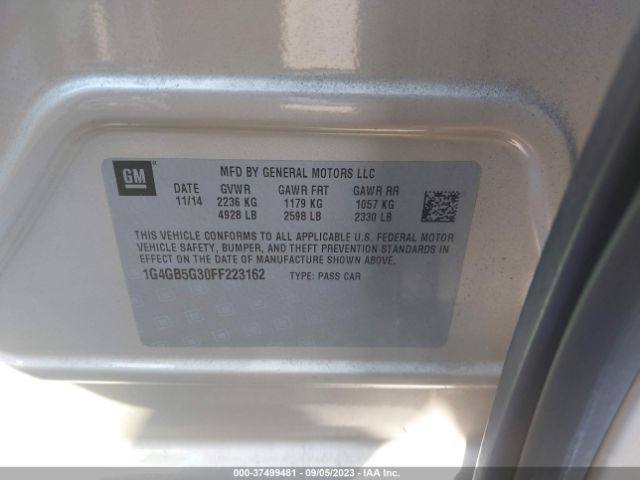 GM
MFD BY GENERAL MOTORS LLC
DATE GVWR GAWR FRT GAWR RR
11/14 2236 KG 1179 KG 1057 KG
4928 LB 2598 LB 2330 LB
THIS VEHICLE CONFORMS TO ALL APPLICABLE U.S. FEDERAL MOTOR
VEHICLE SAFETY, BUMPER, AND THEFT PREVENTION STANDARDS
IN EFFECT ON THE DATE OF MANUFACTURE SHOWN ABOVE.
1G4GB5G30FF223162 TYPE: PASS CAR
000-37499481 - 09/05/2023 - IAA Inc.